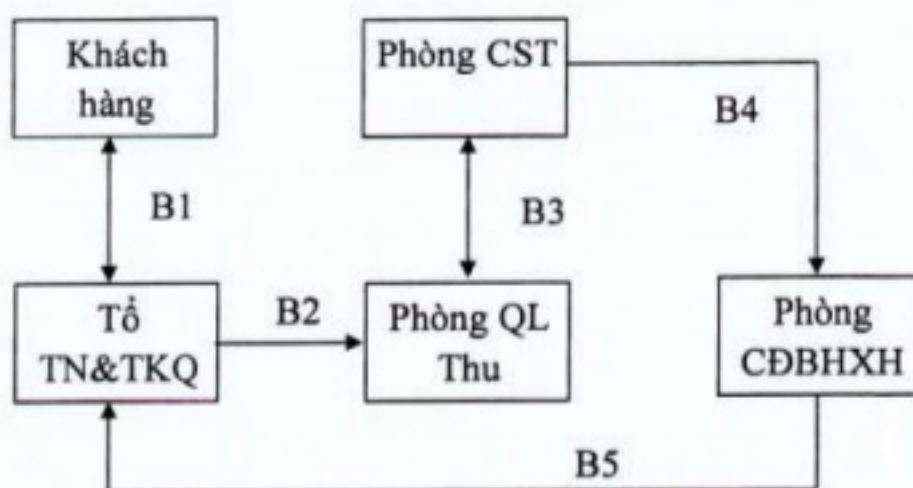 Khách
hàng
Phòng CST
B4
B1
B3
Tổ
TN&TKQ
B2
Phòng QL
Thu
Phòng
CĐBHXH
B5